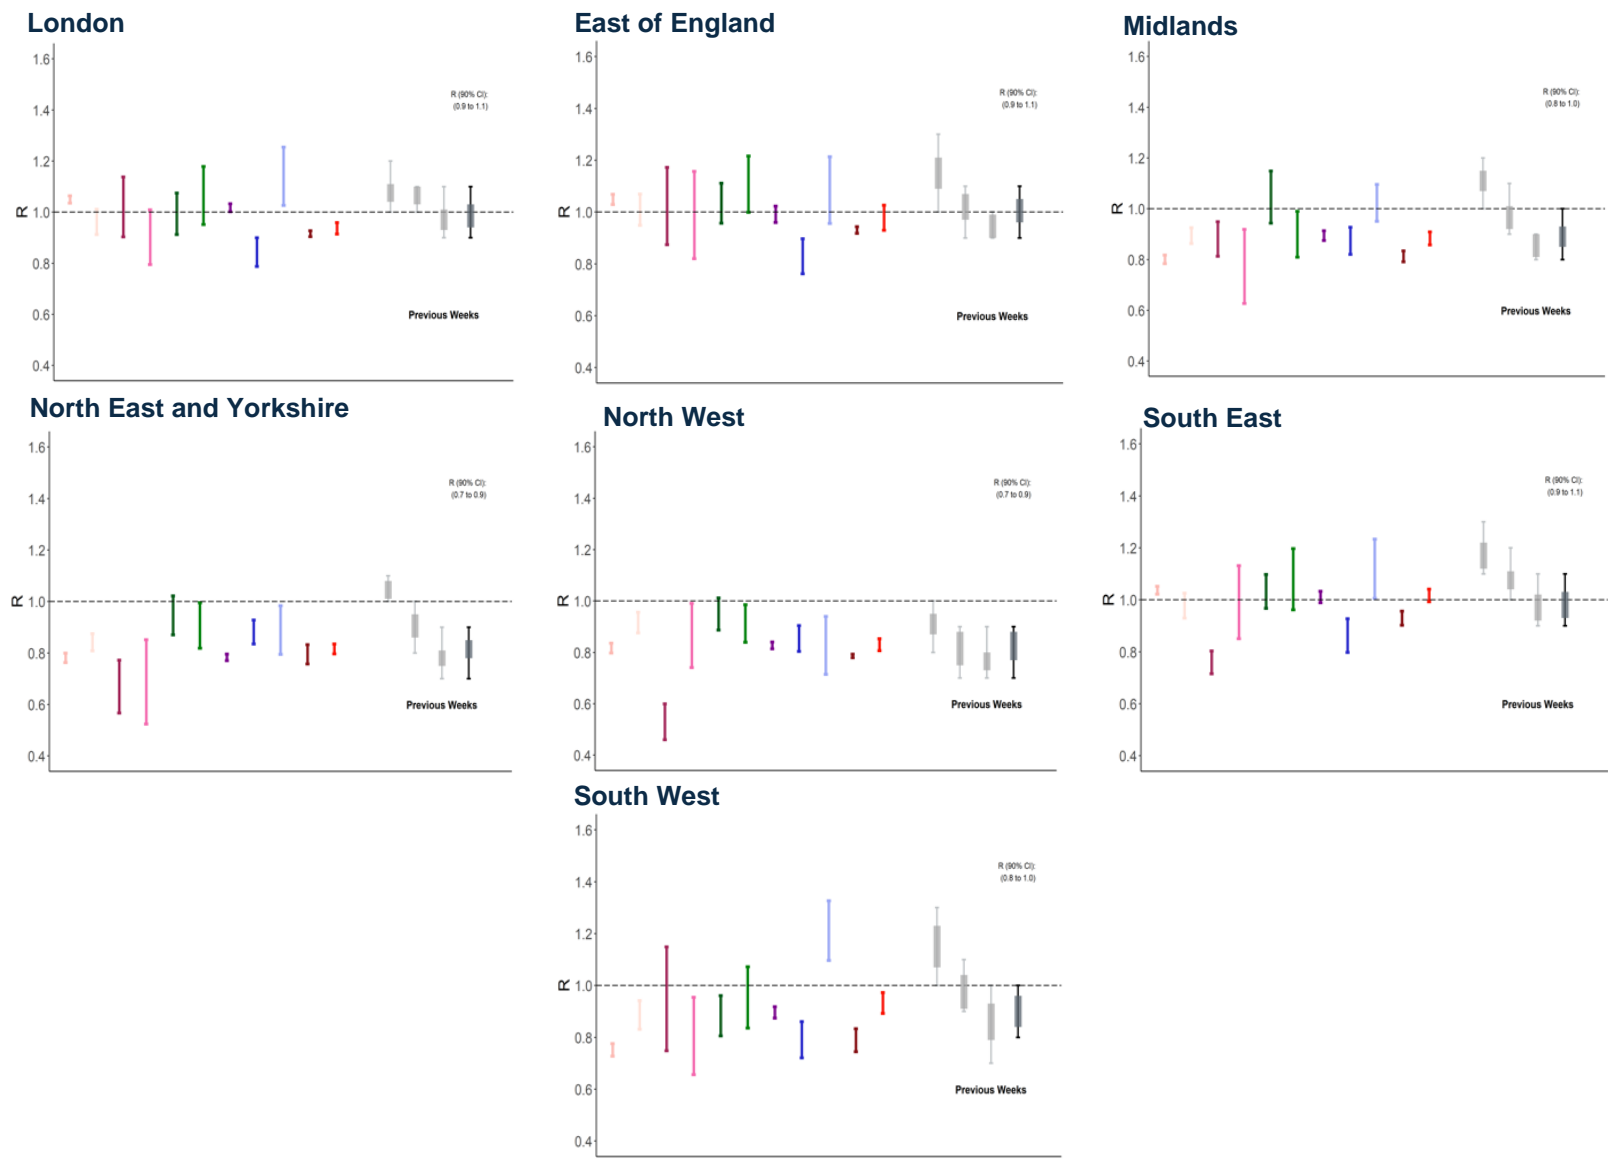 London
1.6
1.4
1.2
1.0
0.8
0.6
0.4
R
R (90% CI):
(0.9 to 1.1)
Previous Weeks
East of England
1.6
1.4
1.2
1.0
0.8
0.6
0.4
R
R (90% CI):
(0.9 to 1.1)
Previous Weeks
Midlands
1.6
1.4
1.2
1.0
0.8
0.6
0.4
R
R (90% CI):
(0.8 to 1.0)
Previous Weeks
North East and Yorkshire
1.6
1.4
1.2
1.0
0.8
0.6
0.4
R
R (90% CI):
(0.7 to 0.9)
Previous Weeks
North West
1.6
1.4
1.2
1.0
0.8
0.6
0.4
R
R (90% CI):
(0.7 to 0.9)
Previous Weeks
South East
1.6
1.4
1.2
1.0
0.8
0.6
0.4
R
R (90% CI):
(0.9 to 1.1)
Previous Weeks
South West
1.6
1.4
1.2
1.0
0.8
0.6
0.4
R
R (90% CI):
(0.8 to 1.0)
Previous Weeks